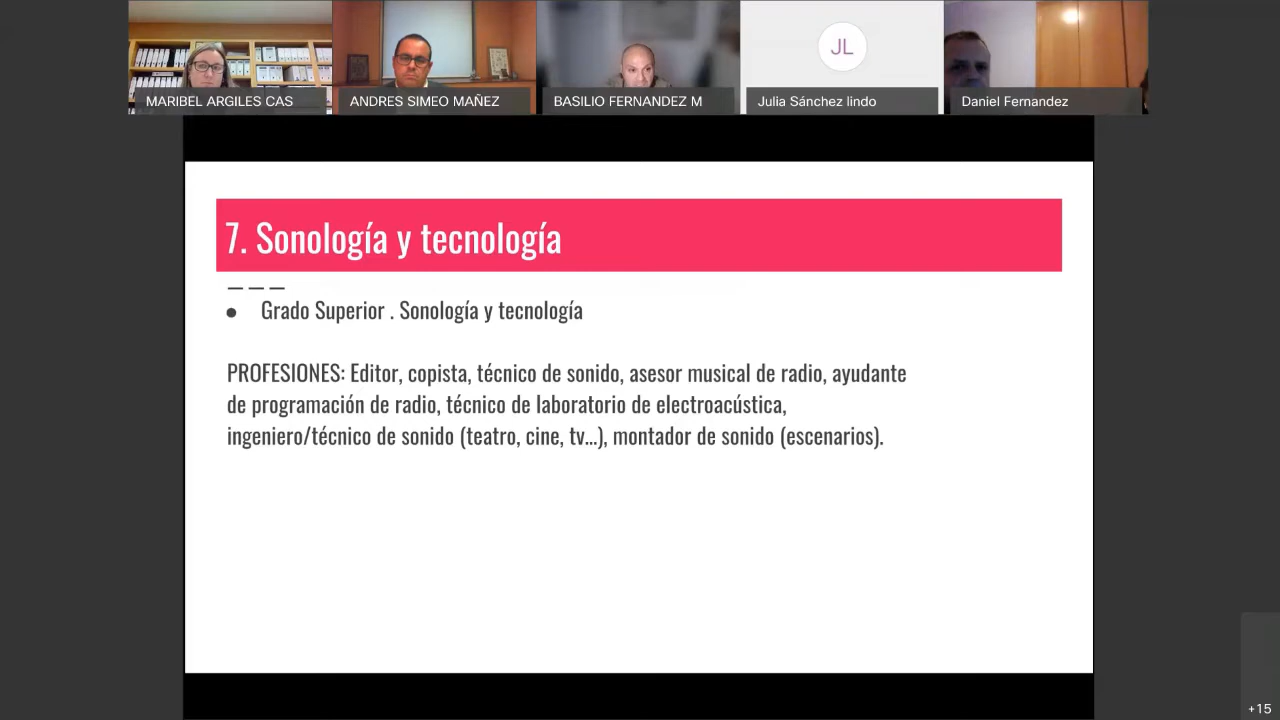 MARIBEL ARGILES CAS
ANDRES SIMEO MAÑEZ
BASILIO FERNANDEZ M
JL
Julia Sánchez lindo
Daniel Fernandez
7. Sonología y tecnología
● Grado Superior . Sonología y tecnología
PROFESIONES: Editor, copista, técnico de sonido, asesor musical de radio, ayudante
de programación de radio, técnico de laboratorio de electroacústica,
ingeniero/técnico de sonido (teatro, cine, tv...), montador de sonido (escenarios).
+15